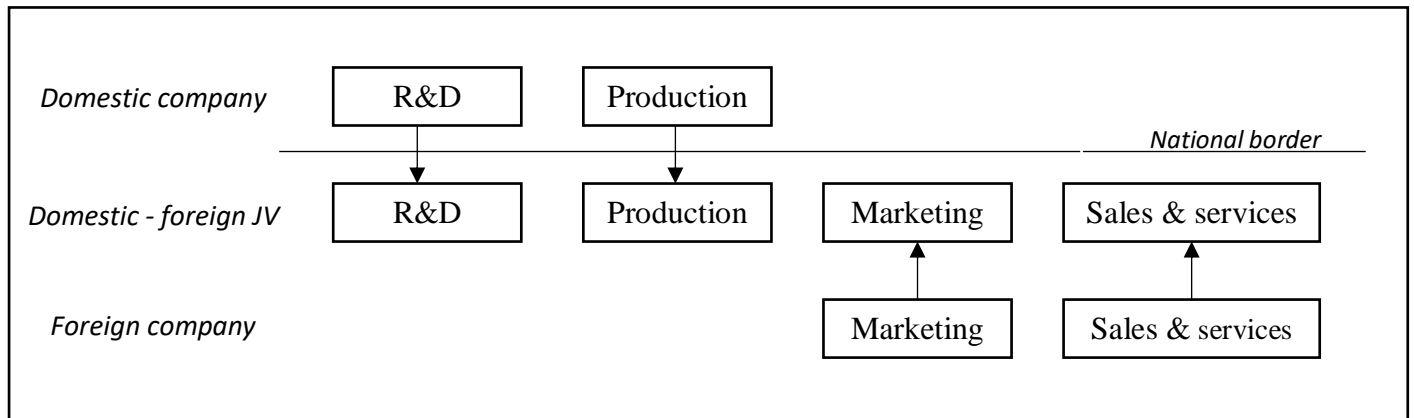 Domestic company R&D Production
National border
Domestic - foreign JV R&D Production Marketing Sales & services
Foreign company Marketing Sales & services